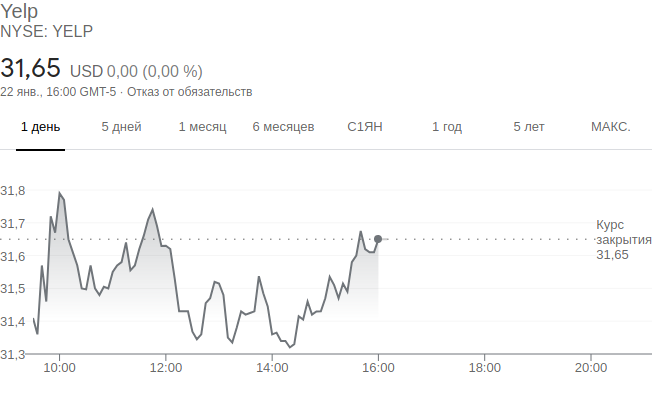 Yelp
NYSE: YELP
31,65 USD 0,00 (0,00 %)
22 янв., 16:00 GMT-5 · Отказ от обязательств
1 день 5 дней 1 месяц 6 месяцев С1ЯН 1 год 5 лет МАКС.
31,8
31,7
Курс
закрытия
31,65
31,6
31,5
31,4
31,3
10:00 12:00 14:00 16:00 18:00 20:00